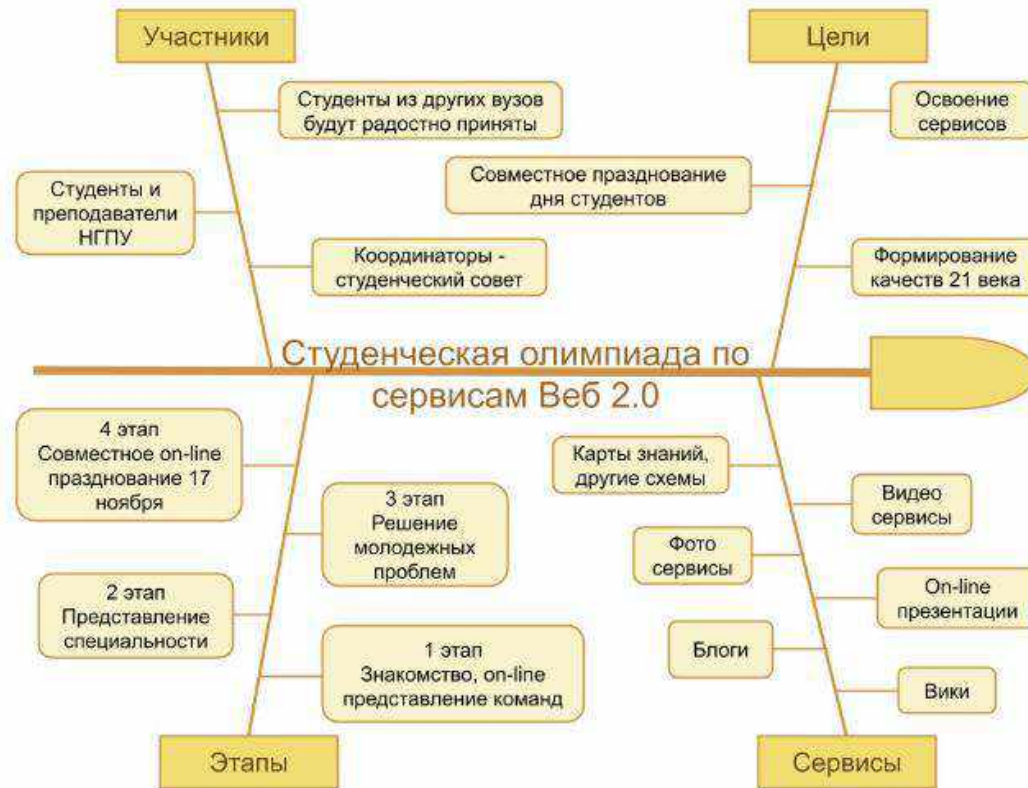 Участники
Цели
Студенты из других вузов
будут радостно приняты
Освоение
сервисов
Студенты и
преподаватели
НГПУ
Совместное празднование
дня студентов
Координаторы -
студенческий совет
Формирование
качеств 21 века
Студенческая олимпиада по
сервисам Веб 2.0
4 этап
Совместное on-line
празднование 17
ноября
3 этап
Решение
молодежных
проблем
2 этап
Представление
специальности
1 этап
Знакомство, on-line
представление команд
Карты знаний,
другие схемы
Видео
сервисы
Фото
сервисы
On-line
презентации
Блоги
Вики
Этапы
Сервисы